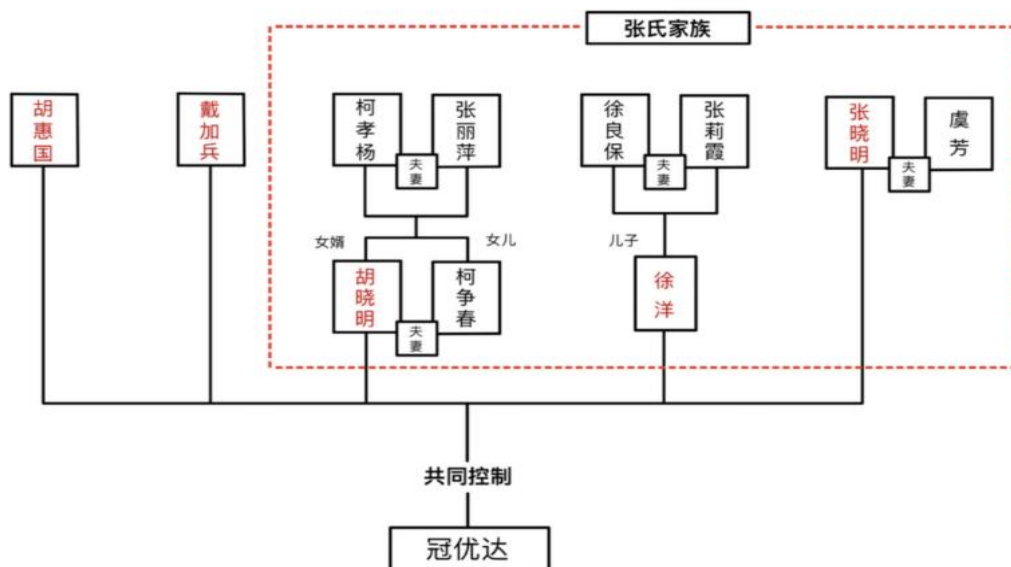 张氏家族
胡惠国
戴加兵
柯孝杨
夫妻
张丽萍
徐良保
夫妻
张莉霞
张晓明
夫妻
虞芳
女婿
女儿
儿子
胡晓明
夫妻
柯争春
徐洋
共同控制
冠优达